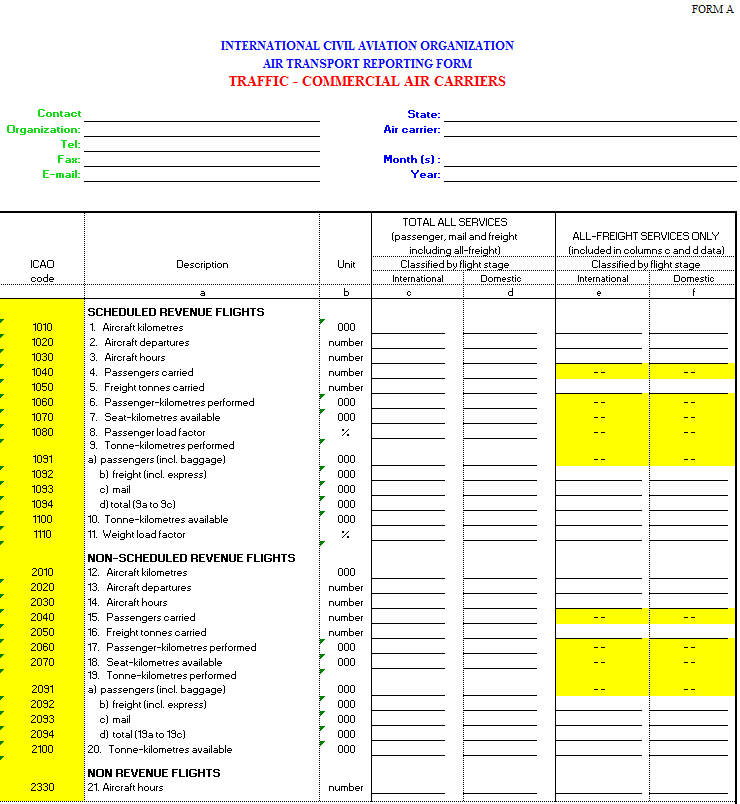 FORM A
INTERNATIONAL CIVIL AVIATION ORGANIZATION
AIR TRANSPORT REPORTING FORM
TRAFFIC - COMMERCIAL AIR CARRIERS
Contact
Organization:
Tel:
Fax:
E-mail:
State:
Air carrier:
Month (s) :
Year:
TOTAL ALL SERVICES
(passenger, mail and freight
including all-freight)
ALL-FREIGHT SERVICES ONLY
(included in columns c and d data)
ICAO code Description Unit Classified by flight stage Classified by flight stage
International Domestic International Domestic
a b c d e f
SCHEDULED REVENUE FLIGHTS
1010 1. Aircraft kilometres 000
1020 2. Aircraft departures number
1030 3. Aircraft hours number
1040 4. Passengers carried number -- --
1050 5. Freight tonnes carried number
1060 6. Passenger-kilometres performed 000 -- --
1070 7. Seat-kilometres available 000 -- --
1080 8. Passenger load factor % -- --
9. Tonne-kilometres performed
1091 a) passengers (incl. baggage) 000 -- --
1092 b) freight (incl. express) 000
1093 c) mail 000
1094 d) total (9a to 9c) 000
1100 10. Tonne-kilometres available 000
1110 11. Weight load factor %
NON-SCHEDULED REVENUE FLIGHTS
2010 12. Aircraft kilometres 000
2020 13. Aircraft departures number
2030 14. Aircraft hours number
2040 15. Passengers carried number -- --
2050 16. Freight tonnes carried number
2060 17. Passenger-kilometres performed 000 -- --
2070 18. Seat-kilometres available 000 -- --
19. Tonne-kilometres performed
2091 a) passengers (incl. baggage) 000 -- --
2092 b) freight (incl. express) 000
2093 c) mail 000
2094 d) total (19a to 19c) 000
2100 20. Tonne-kilometres available 000
NON REVENUE FLIGHTS
2330 21. Aircraft hours number